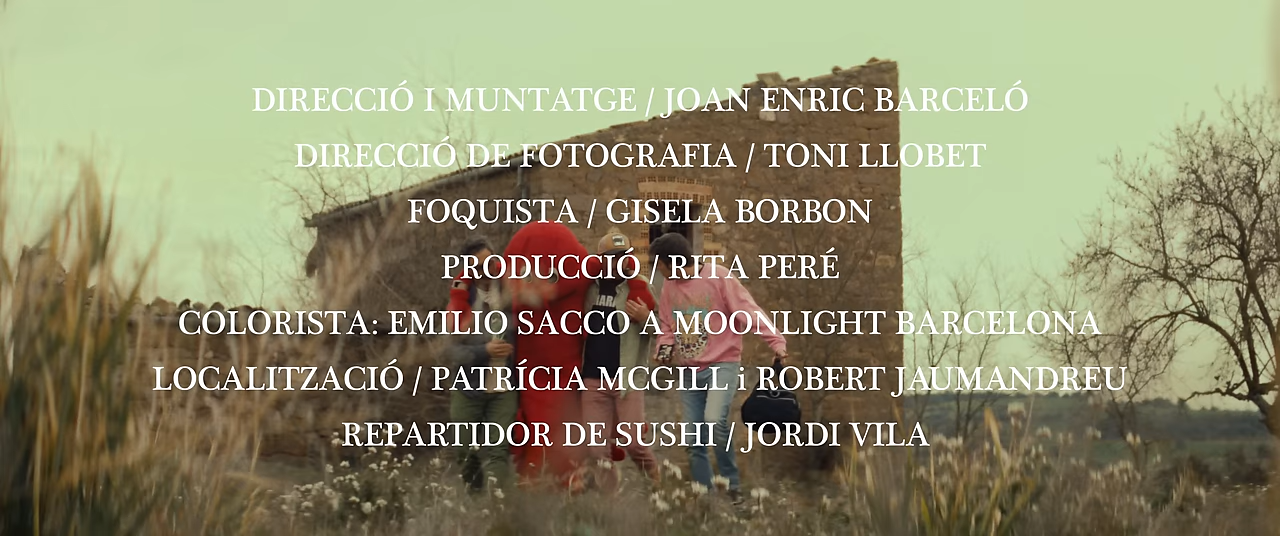 DIRECCIÓ I MUNTATGE / JOAN ENRIC BARCELÓ
DIRECCIÓ DE FOTOGRAFIA / TONI LLOBET
FOQUISTA / GISELA BORBON
PRODUCCIÓ / RITA PERÉ
COLORISTA: EMILIO SACCO A MOONLIGHT BARCELONA
LOCALITZACIÓ / PATRÍCIA MCGILL i ROBERT JAUMANDREU
REPARTIDOR DE SUSHI / JORDI VILA